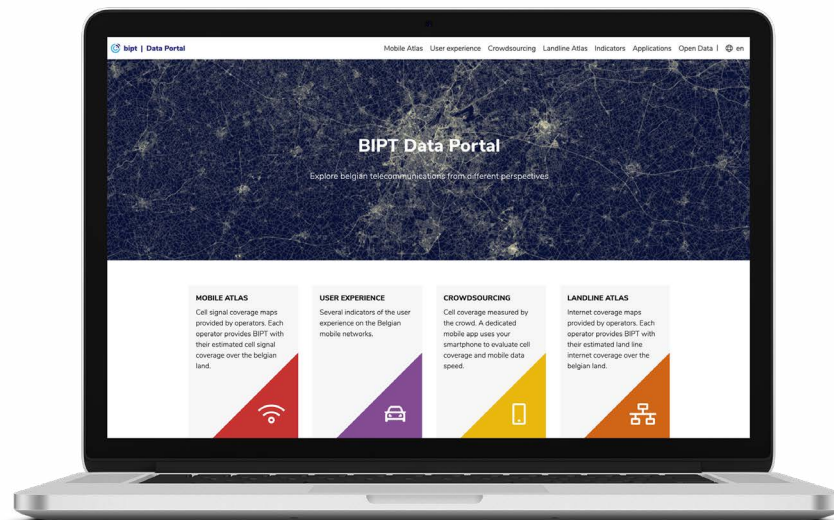 bipt | Data Portal
Mobile Atlas User experience Crowdsourcing Landline Atlas Indicators Applications Open Data | en
BIPT Data Portal
Explore belgian telecommunications from different perspectives
MOBILE ATLAS
Cell signal coverage maps
provided by operators. Each
operator provides BIPT with
their estimated cell signal
coverage over the belgian
land.
USER EXPERIENCE
Several indicators of the user
experience on the Belgian
mobile networks.
CROWDSOURCING
Cell coverage measured by
the crowd. A dedicated
mobile app uses your
smartphone to evaluate cell
coverage and mobile data
speed.
LANDLINE ATLAS
Internet coverage maps
provided by operators. Each
operator provides BIPT with
their estimated land line
internet coverage over the
belgian land.